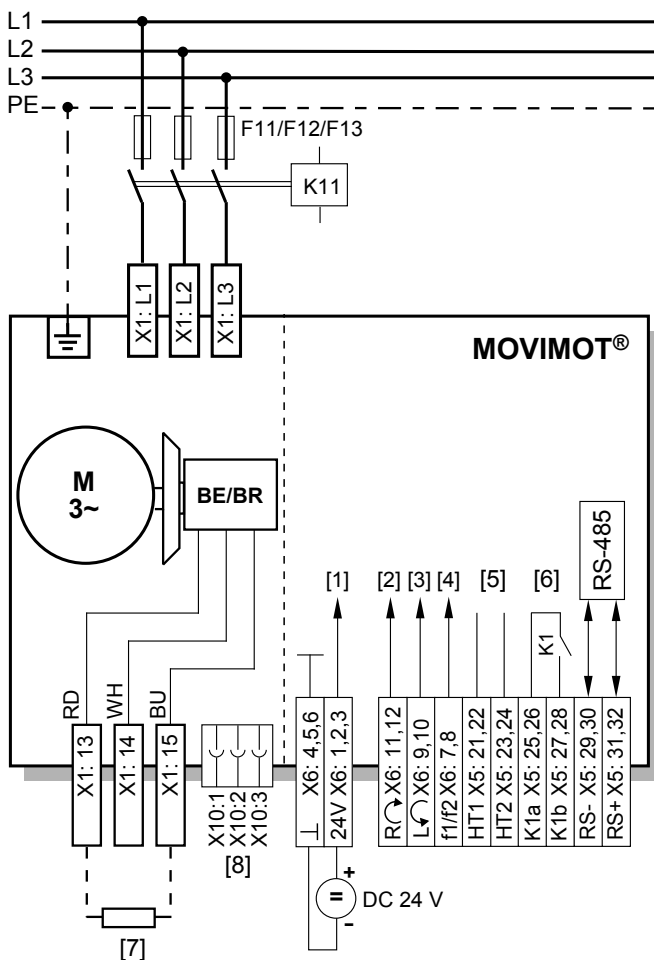 L1
L2
L3
PE
F11/F12/F13
K11
X1: L1
X1: L2
X1: L3
MOVIMOT®
M
3~
BE/BR
RS-485
[1]
[2]
[3]
[4]
[5]
[6]
K1
RD
WH
BU
X1: 13
X1: 14
X1: 15
X10:1
X10:2
X10:3
[8]
⊥ X6: 4,5,6
24V X6: 1,2,3
R X6: 11,12
L X6: 9,10
f1/f2 X6: 7,8
HT1 X5: 21,22
HT2 X5: 23,24
K1a X5: 25,26
K1b X5: 27,28
RS- X5: 29,30
RS+ X5: 31,32
+
=
-
DC 24 V
[7]